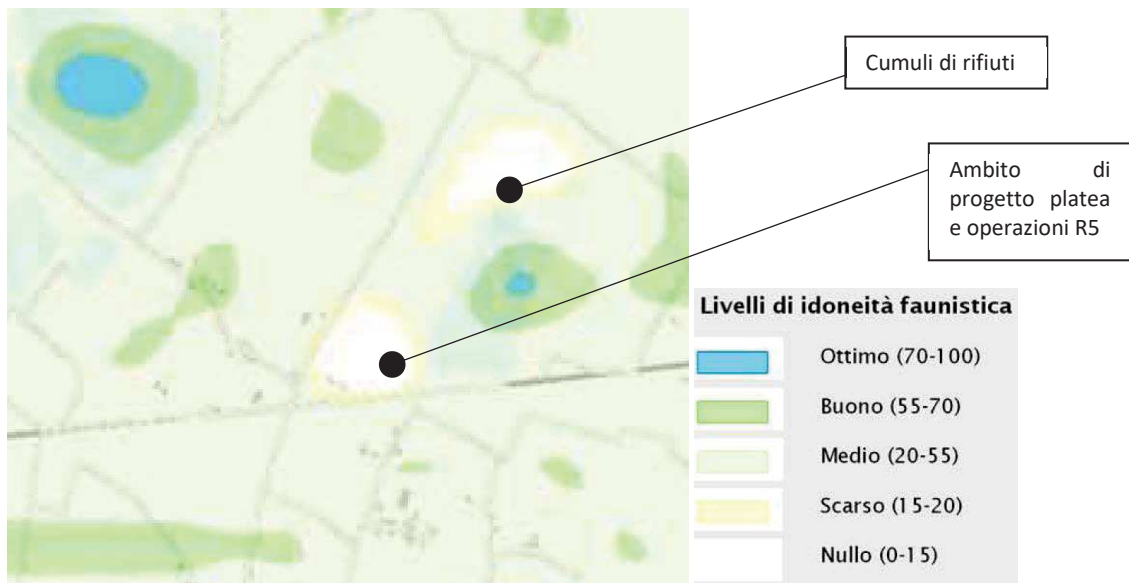 Cumuli di rifiuti
Ambito di
progetto platea
e operazioni R5
Livelli di idoneità faunistica
Ottimo (70-100)
Buono (55-70)
Medio (20-55)
Scarso (15-20)
Nullo (0-15)